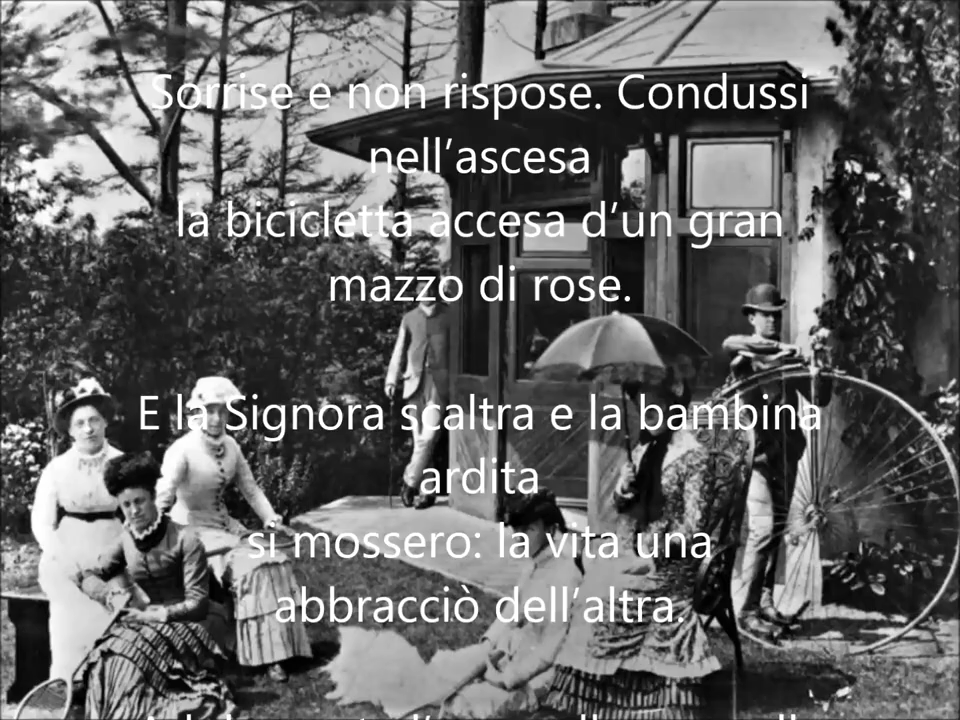 Sorrise e non rispose. Condussi
nell’ascesa
la bicicletta accesa d’un gran
mazzo di rose.
E la Signora scaltra e la bambina
ardita
si mossero: la vita una
abbracciò dell’altra.